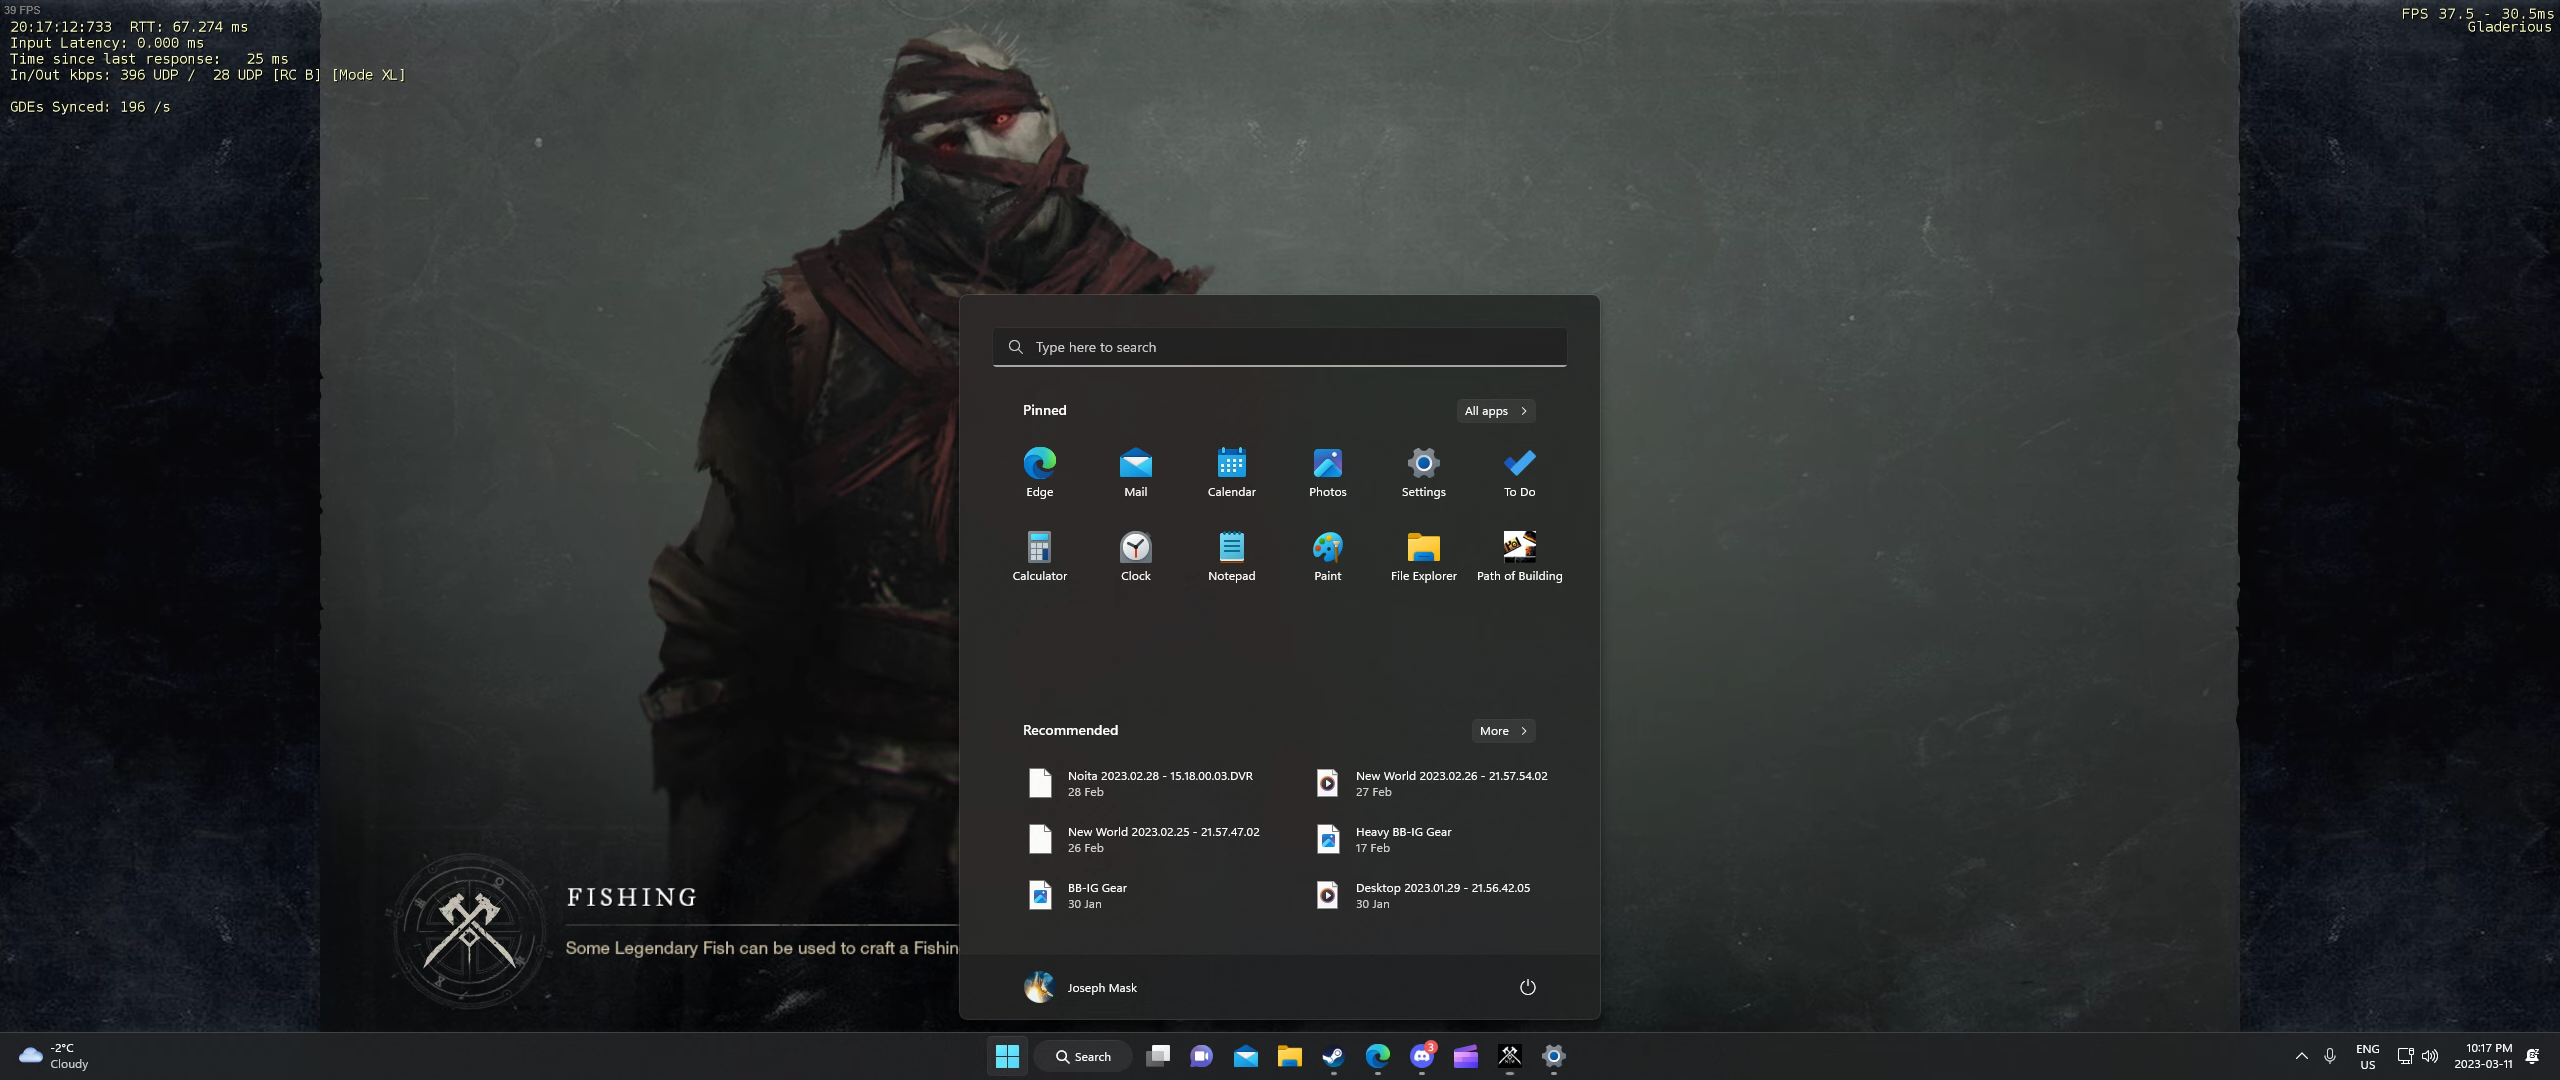 39 FPS
20:17:12:733 RTT: 67.274 ms
Input Latency: 0.000 ms
Time since last response: 25 ms
In/Out kbps: 396 UDP / 28 UDP [RC B] [Mode XL]
GDEs Synced: 196 /s
FPS 37.5 - 30.5ms
Gladerious
Type here to search
Pinned
All apps
Edge
Mail
Calendar
Photos
Settings
To Do
Calculator
Clock
Notepad
Paint
File Explorer
Path of Building
Recommended
More
Noita 2023.02.28 - 15.18.00.03.DVR
28 Feb
New World 2023.02.26 - 21.57.54.02
27 Feb
New World 2023.02.25 - 21.57.47.02
26 Feb
Heavy BB-IG Gear
17 Feb
BB-IG Gear
30 Jan
Desktop 2023.01.29 - 21.56.42.05
30 Jan
FISHING
Some Legendary Fish can be used to craft a Fishin
Joseph Mask
-2°C
Cloudy
Search
3
ENG
US
10:17 PM
2023-03-11